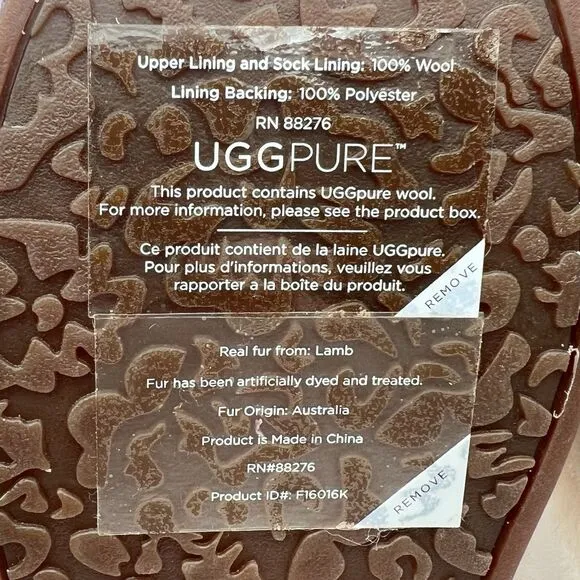 Upper Lining and Sock Lining: 100% Wool
Lining Backing: 100% Polyester
RN 88276
UGGPURE™
This product contains UGGpure wool.
For more information, please see the product box.
Ce produit contient de la laine UGGpure.
Pour plus d'informations, veuillez vous
rapporter a la boîte du produit.
REMOVE
Real fur from: Lamb
Fur has been artificially dyed and treated.
Fur Origin: Australia
Product is Made in China
RN#88276
Product ID#: F16016K
REMOVE